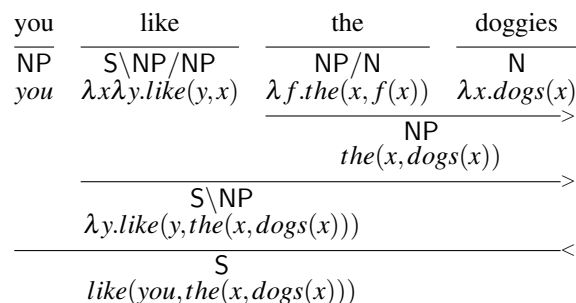 you like the doggies
NP S\NP/NP NP/N N
you λxλy.like(y,x) λf.the(x, f(x)) λx.dogs(x)
>
NP
the(x,dogs(x))
>
S\NP
λy.like(y,the(x,dogs(x)))
<
S
like(you,the(x,dogs(x)))